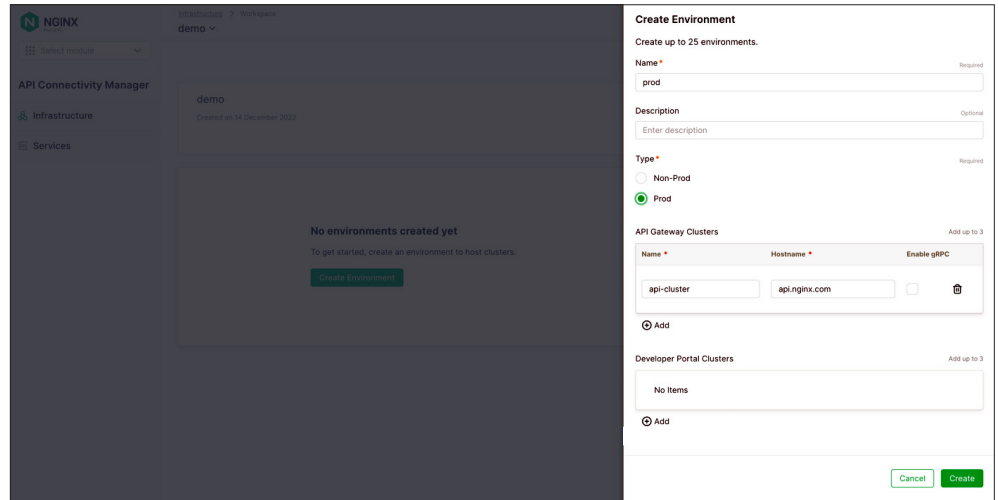 NGINX
Select module
API Connectivity Manager
Infrastructure
Services
Infrastructure > Workspace
demo
demo
Created on 14 December 2022
No environments created yet
To get started, create an environment to host clusters.
Create Environment
Create Environment
Create up to 25 environments.
Name * Required
prod
Description Optional
Enter description
Type * Required
Non-Prod
Prod
API Gateway Clusters Add up to 3
Name * Hostname * Enable gRPC
api-cluster api.nginx.com
Add
Developer Portal Clusters Add up to 3
No Items
Add
Cancel Create